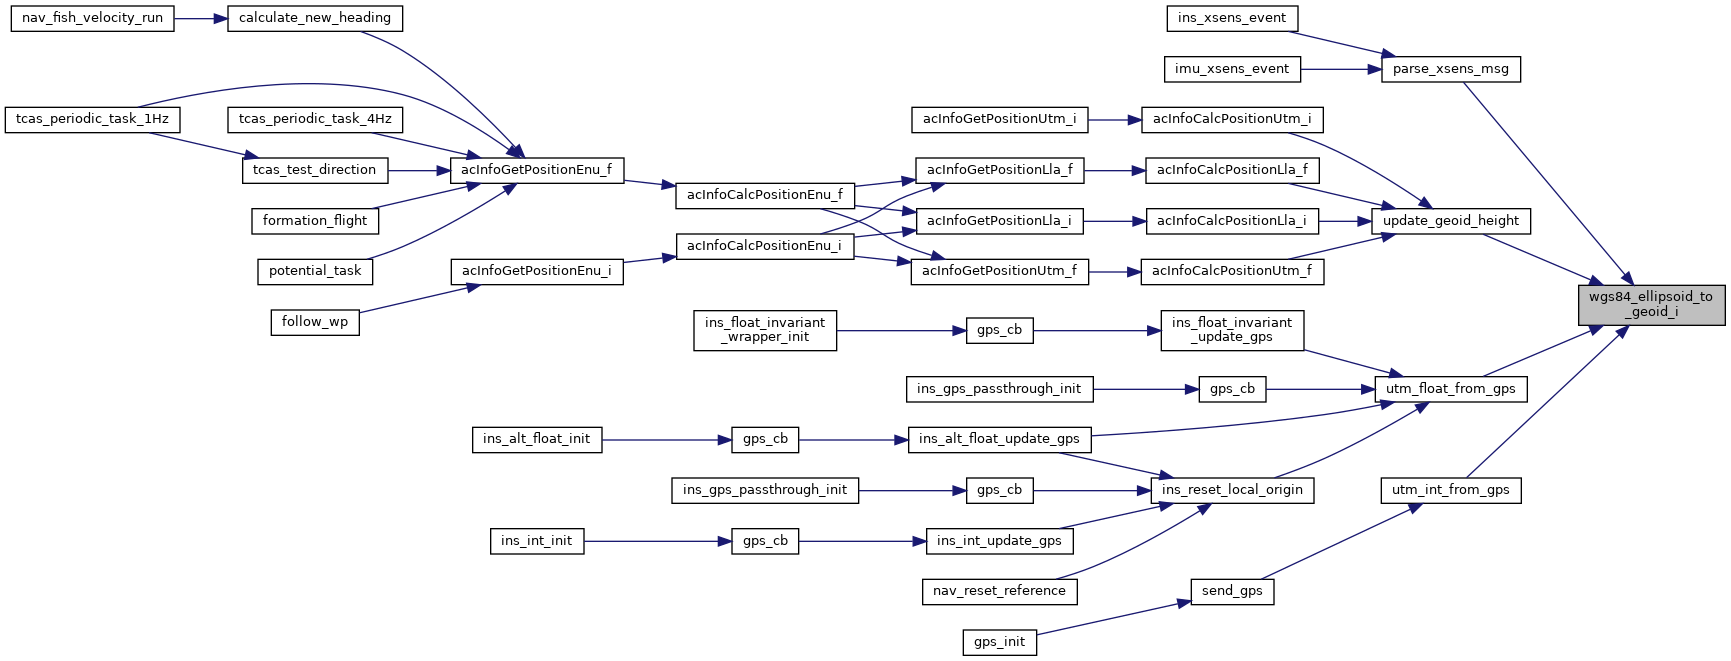 nav_fish_velocity_run
calculate_new_heading
ins_xsens_event
imu_xsens_event
parse_xsens_msg
tcas_periodic_task_1Hz
tcas_periodic_task_4Hz
acInfoGetPositionUtm_i
acInfoCalcPositionUtm_i
tcas_test_direction
acInfoGetPositionEnu_f
acInfoGetPositionLla_f
acInfoCalcPositionLla_f
acInfoCalcPositionEnu_f
formation_flight
acInfoGetPositionLla_i
acInfoCalcPositionLla_i
update_geoid_height
acInfoCalcPositionEnu_i
potential_task
acInfoGetPositionEnu_i
acInfoGetPositionUtm_f
acInfoCalcPositionUtm_f
wgs84_ellipsoid_to
_geoid_i
follow_wp
ins_float_invariant
_wrapper_init
gps_cb
ins_float_invariant
_update_gps
ins_gps_passthrough_init
gps_cb
utm_float_from_gps
ins_alt_float_init
gps_cb
ins_alt_float_update_gps
ins_gps_passthrough_init
gps_cb
ins_reset_local_origin
utm_int_from_gps
ins_int_init
gps_cb
ins_int_update_gps
nav_reset_reference
send_gps
gps_init